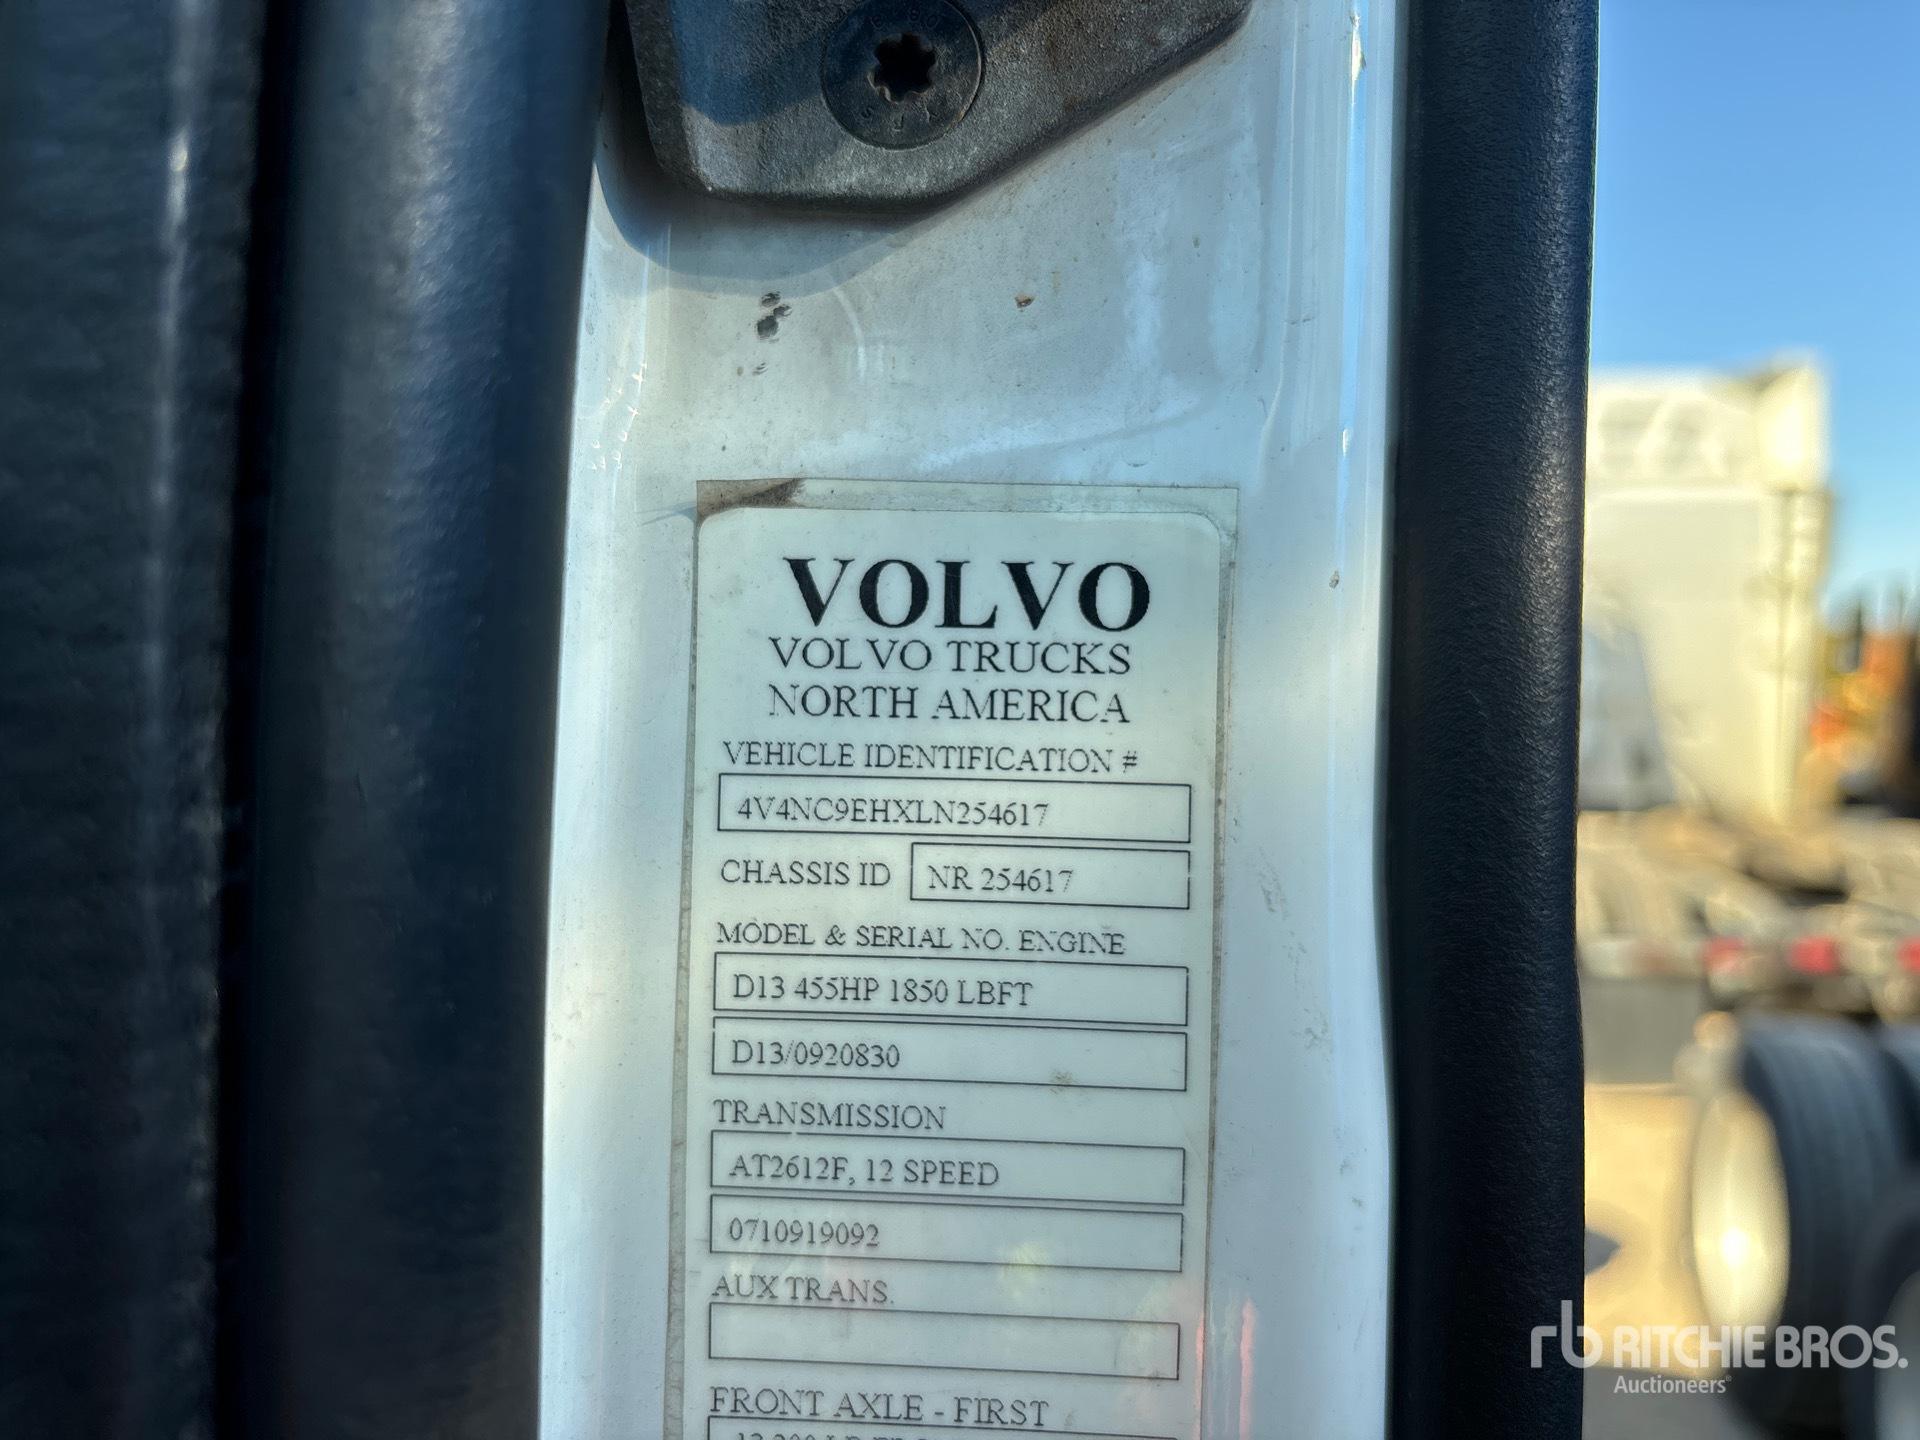 VOLVO
VOLVO TRUCKS
NORTH AMERICA
VEHICLE IDENTIFICATION #
4V4NC9EHXLN254617
CHASSIS ID NR 254617
MODEL & SERIAL NO. ENGINE
D13 455HP 1850 LBFT
D13/0920830
TRANSMISSION
AT2612F, 12 SPEED
0710919092
AUX TRANS.
FRONT AXLE - FIRST
rb RITCHIE BROS.
Auctioneers